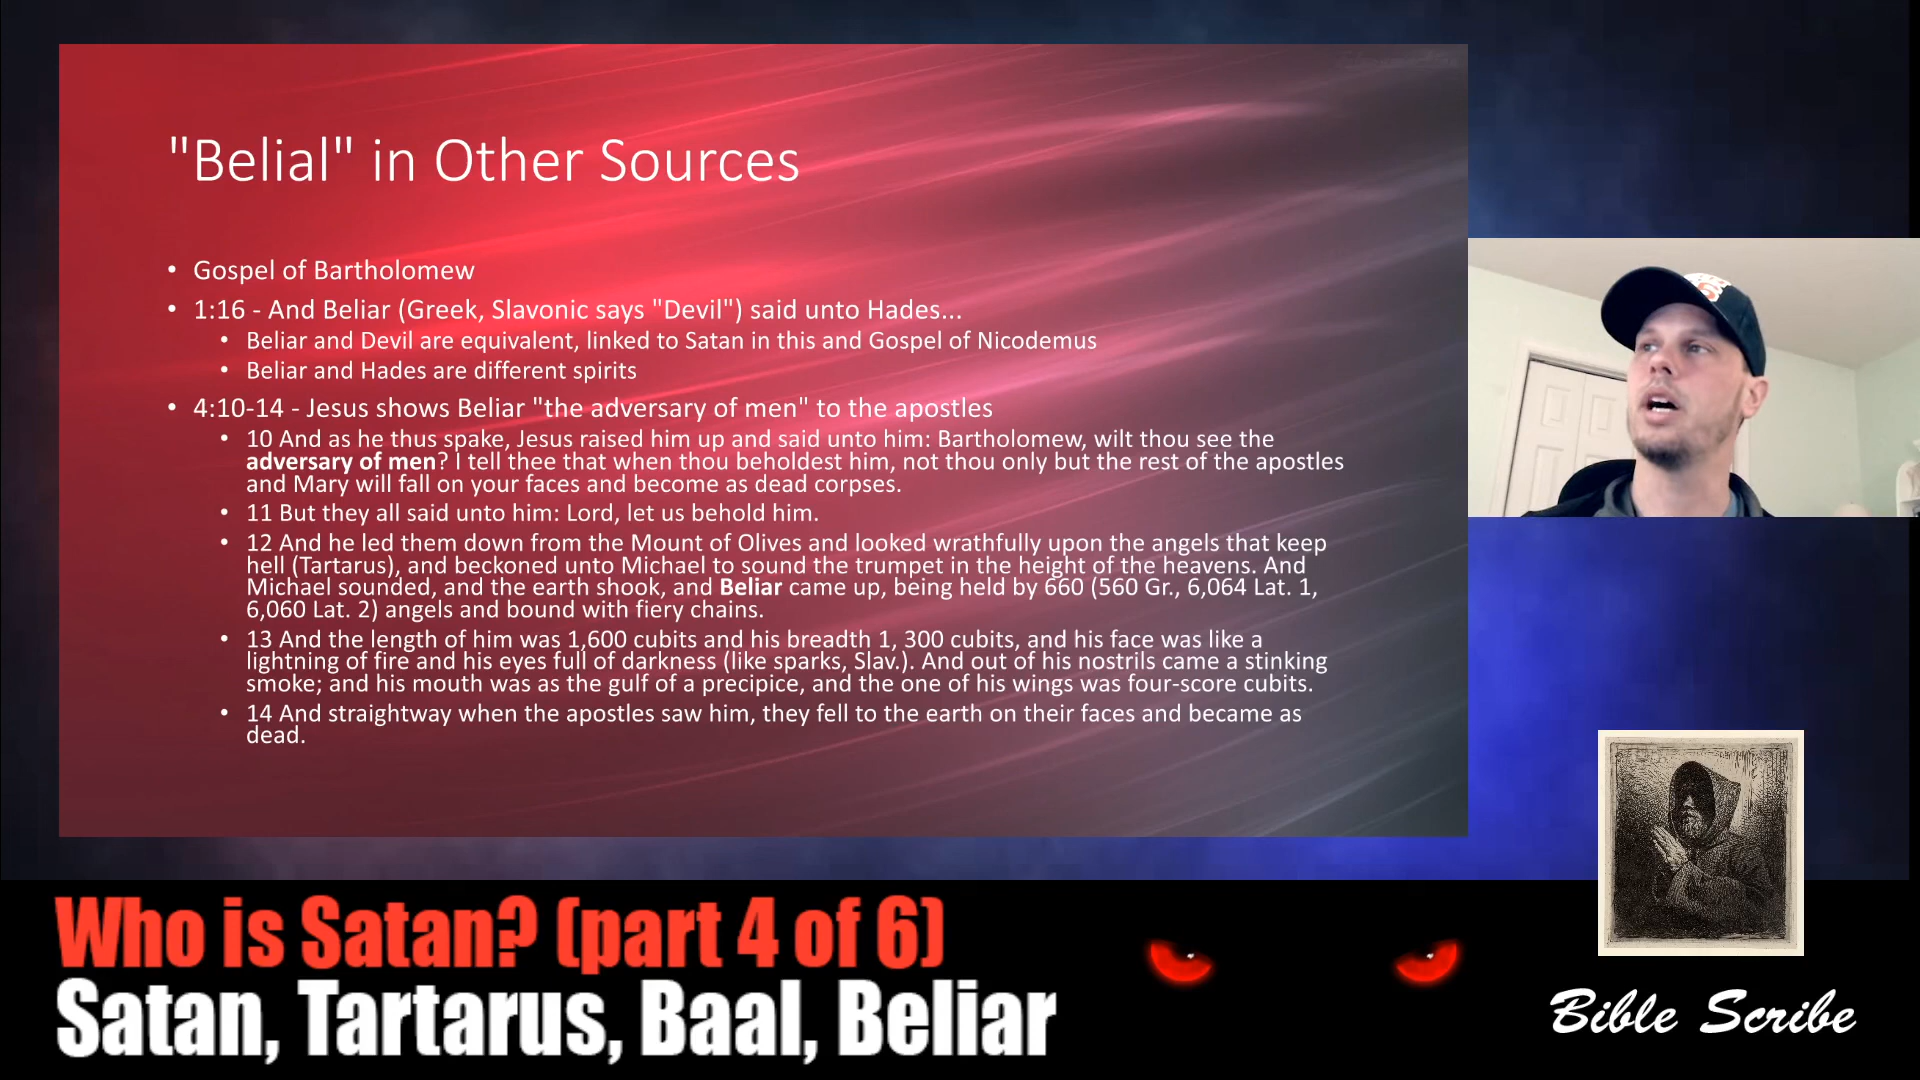 "Belial" in Other Sources
• Gospel of Bartholomew
• 1:16 - And Beliar (Greek, Slavonic says "Devil") said unto Hades...
• Beliar and Devil are equivalent, linked to Satan in this and Gospel of Nicodemus
• Beliar and Hades are different spirits
• 4:10-14 - Jesus shows Beliar "the adversary of men" to the apostles
• 10 And as he thus spake, Jesus raised him up and said unto him: Bartholomew, wilt thou see the
adversary of men? I tell thee that when thou beholdest him, not thou only but the rest of the apostles
and Mary will fall on your faces and become as dead corpses.
• 11 But they all said unto him: Lord, let us behold him.
• 12 And he led them down from the Mount of Olives and looked wrathfully upon the angels that keep
hell (Tartarus), and beckoned unto Michael to sound the trumpet in the height of the heavens. And
Michael sounded, and the earth shook, and Beliar came up, being held by 660 (560 Gr., 6,064 Lat. 1,
6,060 Lat. 2) angels and bound with fiery chains.
• 13 And the length of him was 1,600 cubits and his breadth 1, 300 cubits, and his face was like a
lightning of fire and his eyes full of darkness (like sparks, Slav.). And out of his nostrils came a stinking
smoke; and his mouth was as the gulf of a precipice, and the one of his wings was four-score cubits.
• 14 And straightway when the apostles saw him, they fell to the earth on their faces and became as
dead.
Who is Satan? (part 4 of 6)
Satan, Tartarus, Baal, Beliar
Bible Scribe